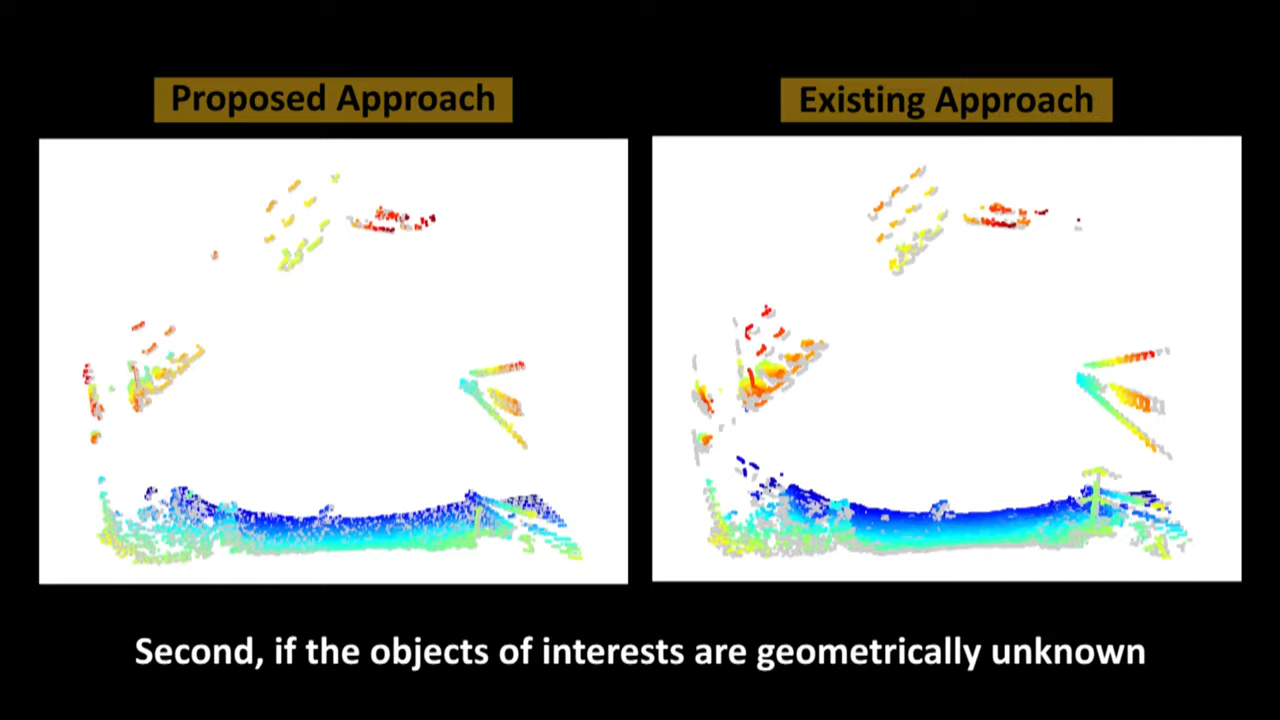 Proposed Approach
Existing Approach
Second, if the objects of interests are geometrically unknown